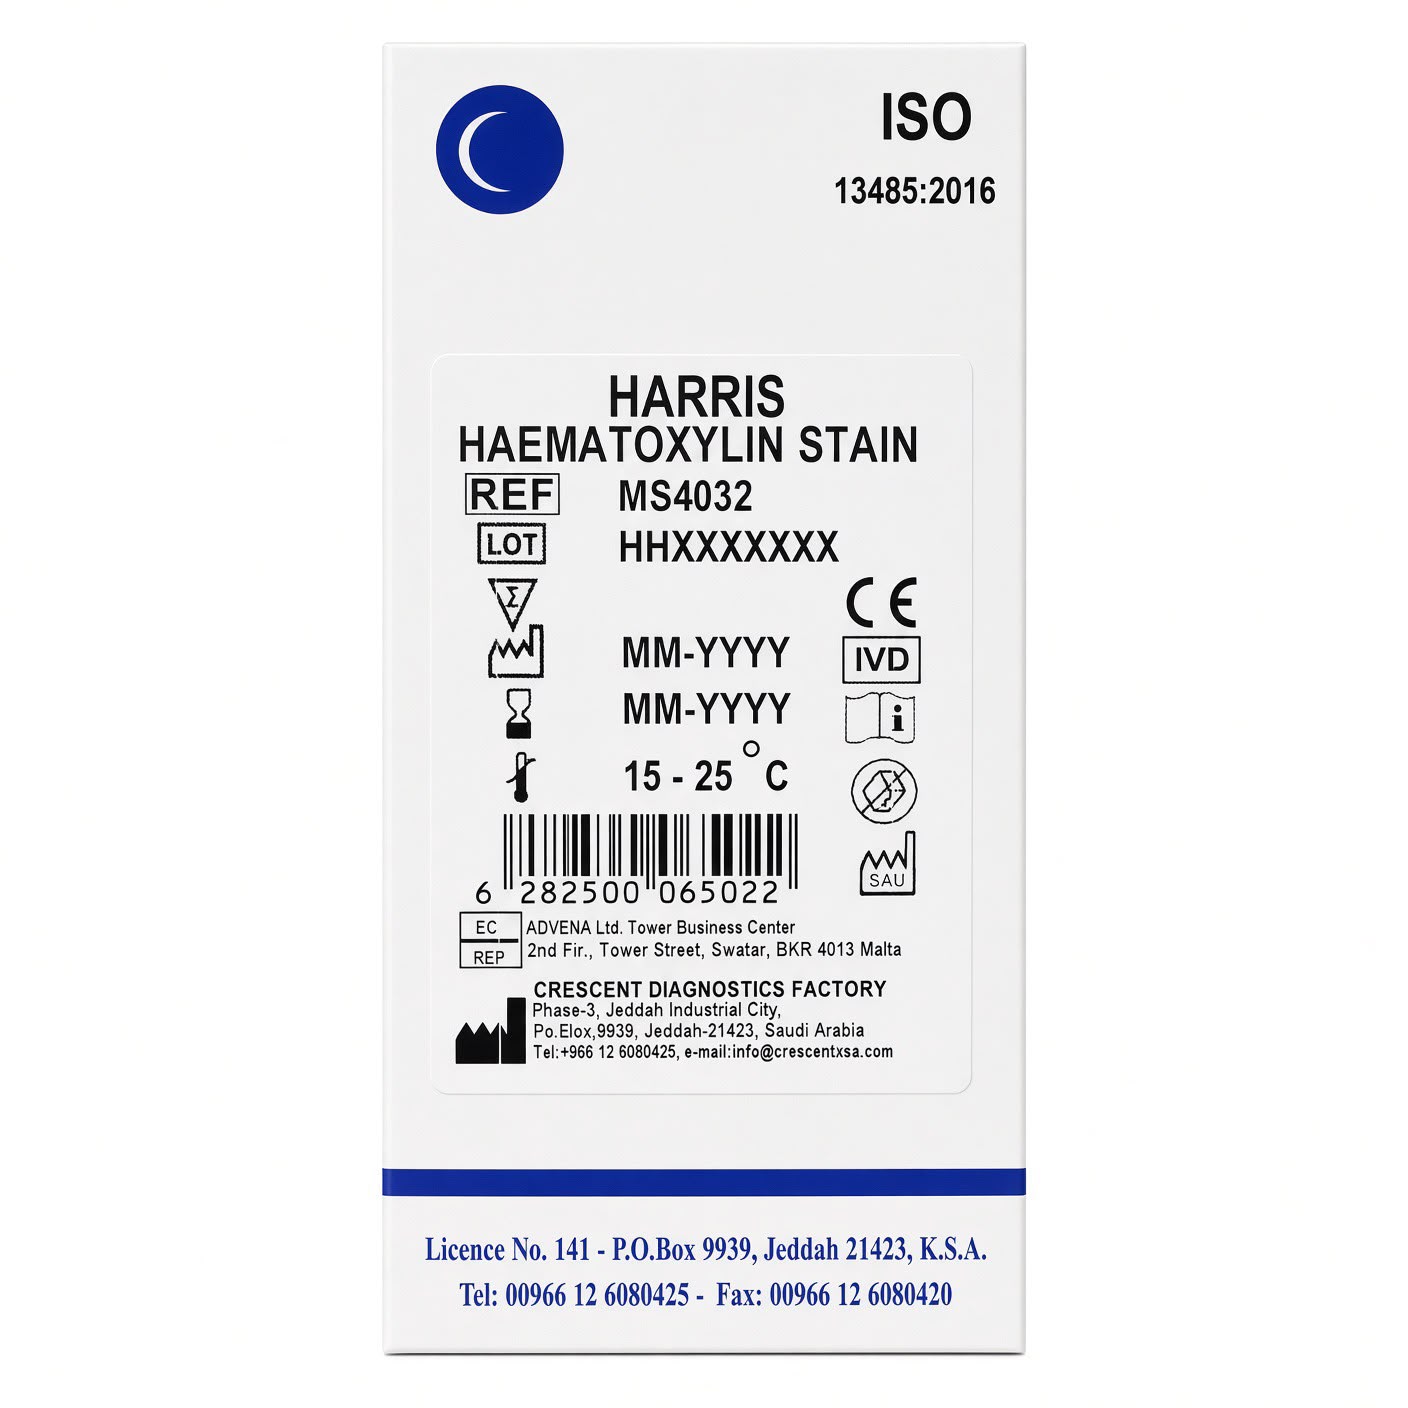 ISO
13485:2016
HARRIS
HAEMATOXYLIN STAIN
REF MS4032
LOT HHXXXXXXX
Σ
CE
MM-YYYY
IVD
MM-YYYY
i
15 - 25 °C
SAU
6 282500 065022
EC REP
ADVENA Ltd. Tower Business Center
2nd Fir., Tower Street, Swatar, BKR 4013 Malta
CRESCENT DIAGNOSTICS FACTORY
Phase-3, Jeddah Industrial City,
Po.Elox,9939, Jeddah-21423, Saudi Arabia
Tel:+966 12 6080425, e-mail:info@crescentxsa.com
Licence No. 141 - P.O.Box 9939, Jeddah 21423, K.S.A.
Tel: 00966 12 6080425 - Fax: 00966 12 6080420